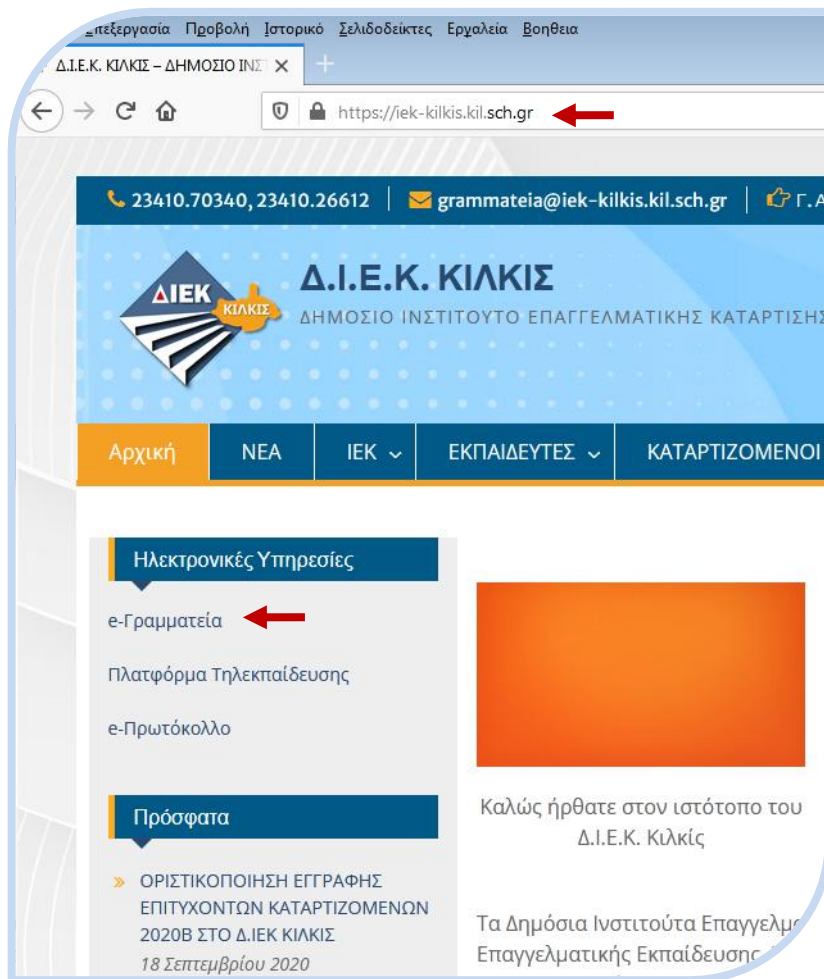 Επεξεργασία Προβολή Ιστορικό Σελιδοδείκτες Εργαλεία Βοηθεια
Δ.Ι.Ε.Κ. ΚΙΛΚΙΣ – ΔΗΜΟΣΙΟ ΙΝΣΤ
https://iek-kilkis.kil.sch.gr
23410.70340, 23410.26612 | grammateia@iek-kilkis.kil.sch.gr | Γ. Α
ΔΙΕΚ
ΚΙΛΚΙΣ
Δ.Ι.Ε.Κ. ΚΙΛΚΙΣ
ΔΗΜΟΣΙΟ ΙΝΣΤΙΤΟΥΤΟ ΕΠΑΓΓΕΛΜΑΤΙΚΗΣ ΚΑΤΑΡΤΙΣΗΣ
Αρχική ΝΕΑ ΙΕΚ ΕΚΠΑΙΔΕΥΤΕΣ ΚΑΤΑΡΤΙΖΟΜΕΝΟΙ
Ηλεκτρονικές Υπηρεσίες
e-Γραμματεία
Πλατφόρμα Τηλεκπαίδευσης
e-Πρωτόκολλο
Πρόσφατα
» ΟΡΙΣΤΙΚΟΠΟΙΗΣΗ ΕΓΓΡΑΦΗΣ
ΕΠΙΤΥΧΟΝΤΩΝ ΚΑΤΑΡΤΙΖΟΜΕΝΩΝ
2020Β ΣΤΟ Δ.ΙΕΚ ΚΙΛΚΙΣ
18 Σεπτεμβρίου 2020
Καλώς ήρθατε στον ιστότοπο του
Δ.Ι.Ε.Κ. Κιλκίς
Τα Δημόσια Ινστιτούτα Επαγγελμα
Επαγγελματικής Εκπαίδευσης